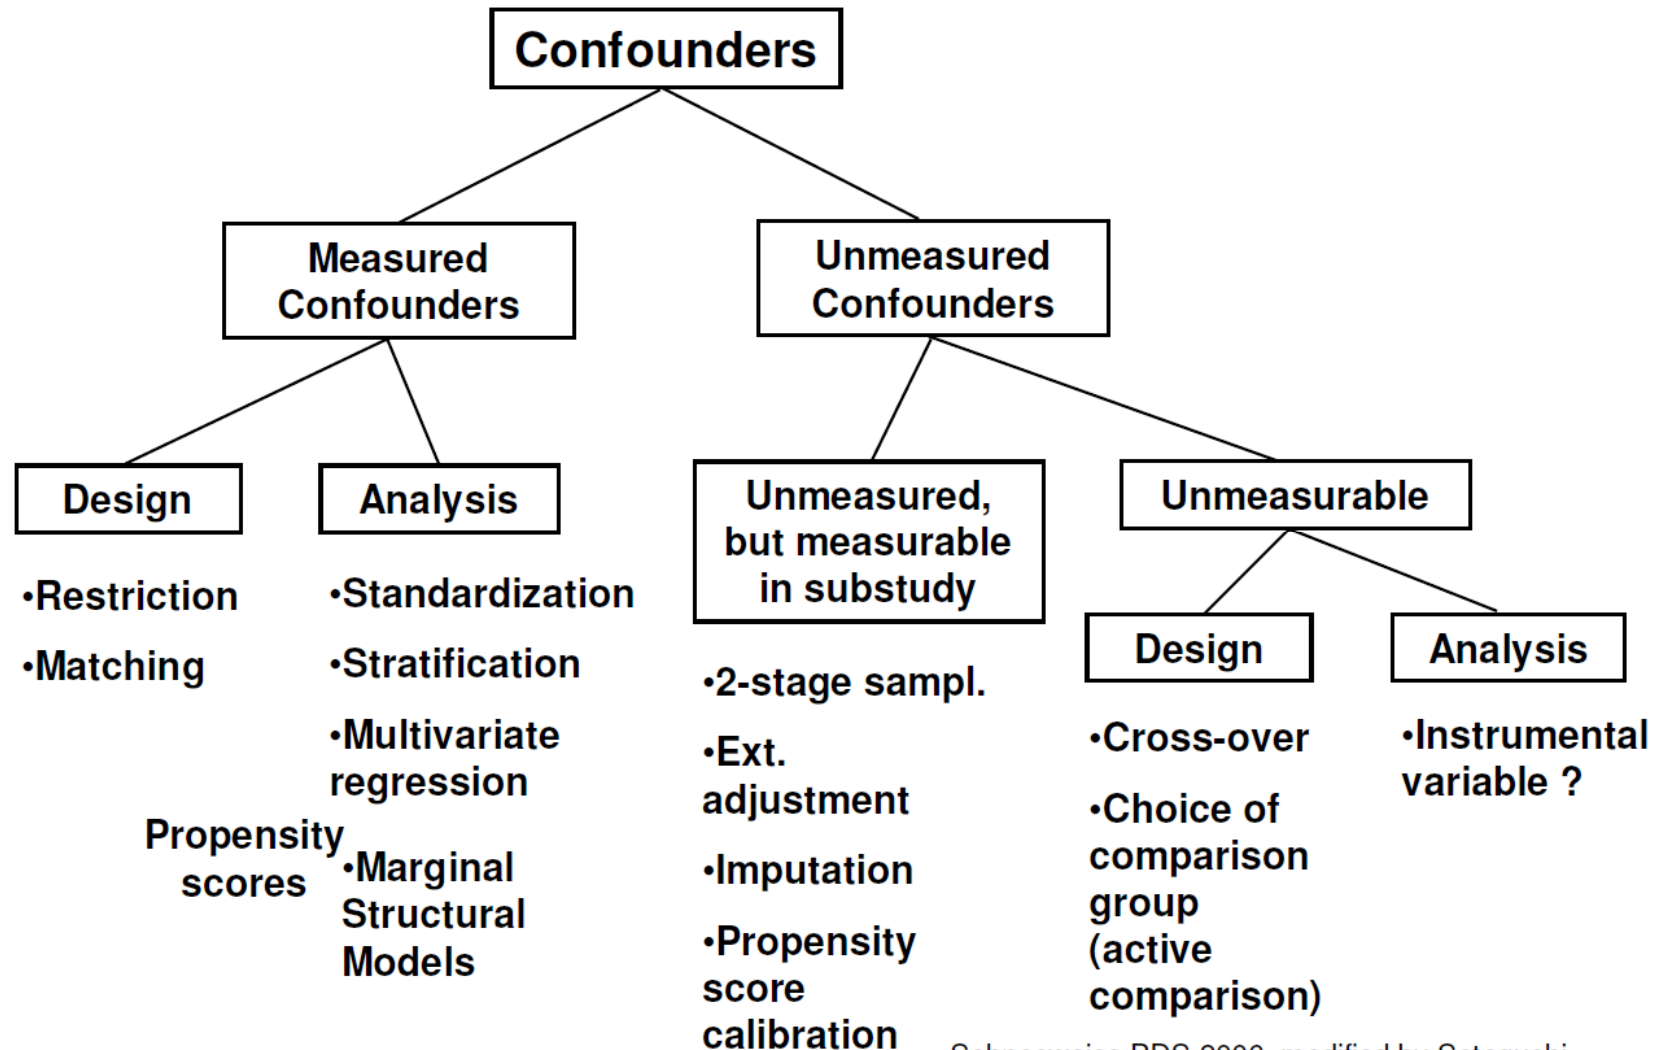 Confounders
Measured
Confounders
Unmeasured
Confounders
Design
Analysis
Unmeasured,
but measurable
in substudy
Unmeasurable
•Restriction
•Matching
•Standardization
•Stratification
•Multivariate
regression
Propensity
scores
•Marginal
Structural
Models
•2-stage sampl.
•Ext.
adjustment
•Imputation
•Propensity
score
calibration
Design
Analysis
•Cross-over
•Choice of
comparison
group
(active
comparison)
•Instrumental
variable ?
modified by